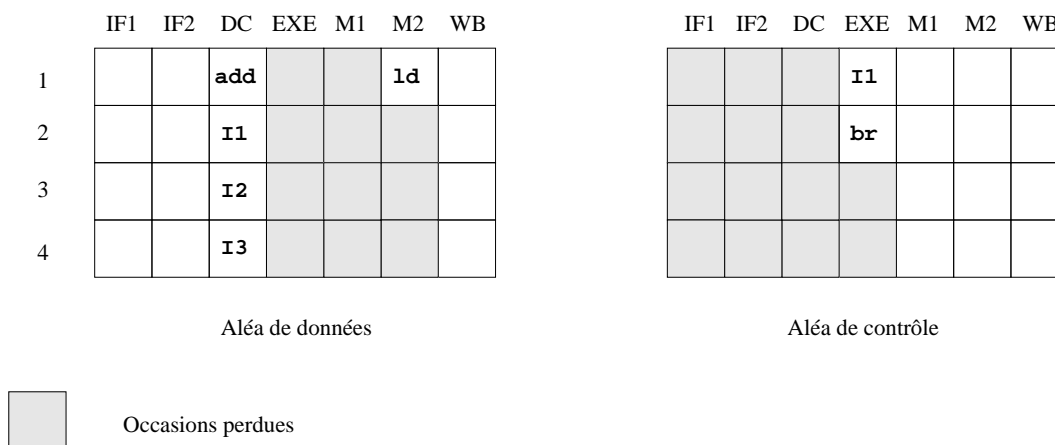 IF1 IF2 DC EXE M1 M2 WB
1 add ld
2 I1
3 I2
4 I3
Aléa de données
IF1 IF2 DC EXE M1 M2 WB
I1
br
Aléa de contrôle
Occasions perdues